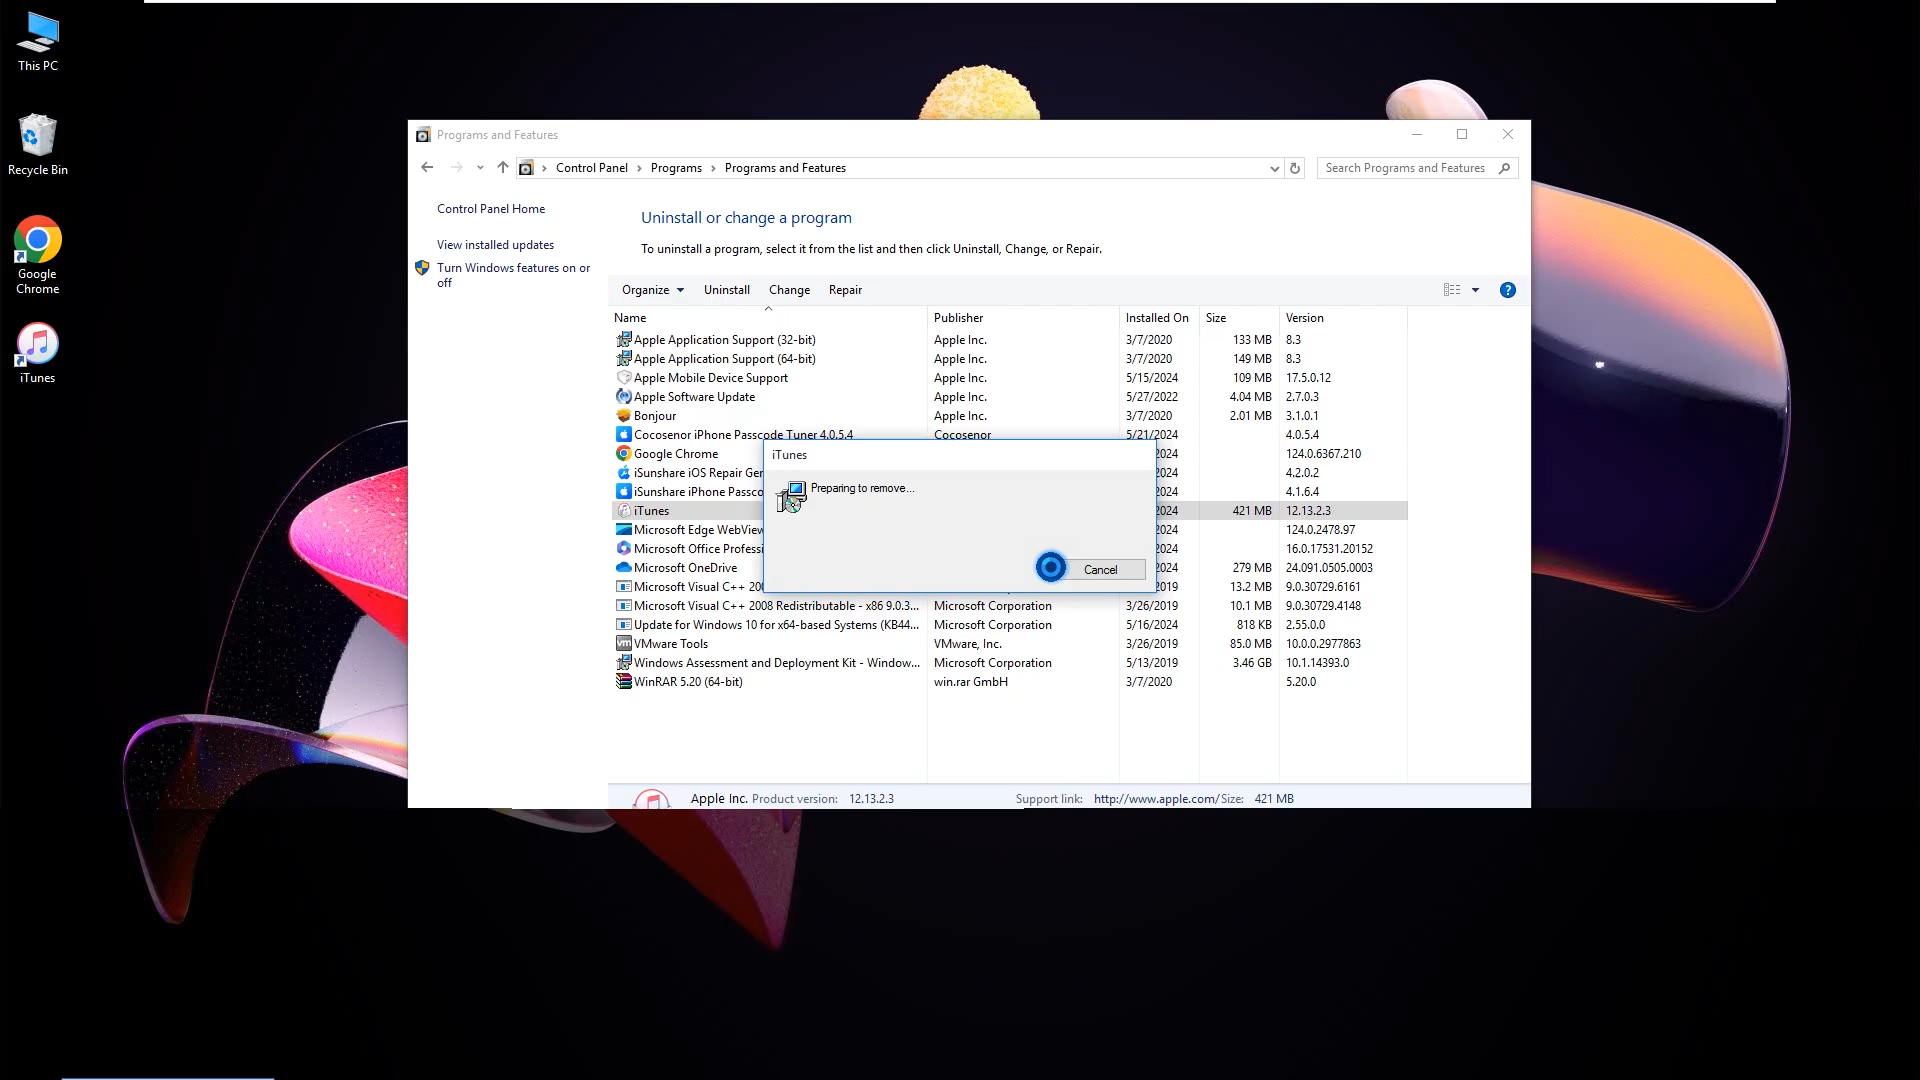 This PC
Recycle Bin
Google
Chrome
iTunes
Programs and Features
Control Panel > Programs > Programs and Features
Search Programs and Features
Control Panel Home
View installed updates
Turn Windows features on or
off
Uninstall or change a program
To uninstall a program, select it from the list and then click Uninstall, Change, or Repair.
Organize Uninstall Change Repair
Name Publisher Installed On Size Version
Apple Application Support (32-bit) Apple Inc. 3/7/2020 133 MB 8.3
Apple Application Support (64-bit) Apple Inc. 3/7/2020 149 MB 8.3
Apple Mobile Device Support Apple Inc. 5/15/2024 109 MB 17.5.0.12
Apple Software Update Apple Inc. 5/27/2022 4.04 MB 2.7.0.3
Bonjour Apple Inc. 3/7/2020 2.01 MB 3.1.0.1
Cocosenor iPhone Passcode Tuner 4.0.5.4 Cocosenor 5/21/2024 4.0.5.4
Google Chrome 2024 124.0.6367.210
iSunshare iOS Repair Ger 2024 4.2.0.2
iSunshare iPhone Passco 2024 4.1.6.4
iTunes 2024 421 MB 12.13.2.3
Microsoft Edge WebView 2024 124.0.2478.97
Microsoft Office Professi 2024 16.0.17531.20152
Microsoft OneDrive 2024 279 MB 24.091.0505.0003
Microsoft Visual C++ 200 2019 13.2 MB 9.0.30729.6161
Microsoft Visual C++ 2008 Redistributable - x86 9.0.3... Microsoft Corporation 3/26/2019 10.1 MB 9.0.30729.4148
Update for Windows 10 for x64-based Systems (KB44... Microsoft Corporation 5/16/2024 818 KB 2.55.0.0
vm VMware Tools VMware, Inc. 3/26/2019 85.0 MB 10.0.0.2977863
Windows Assessment and Deployment Kit - Window... Microsoft Corporation 5/13/2019 3.46 GB 10.1.14393.0
WinRAR 5.20 (64-bit) win.rar GmbH 3/7/2020 5.20.0
iTunes
Preparing to remove...
Cancel
Apple Inc. Product version: 12.13.2.3 Support link: http://www.apple.com/ Size: 421 MB